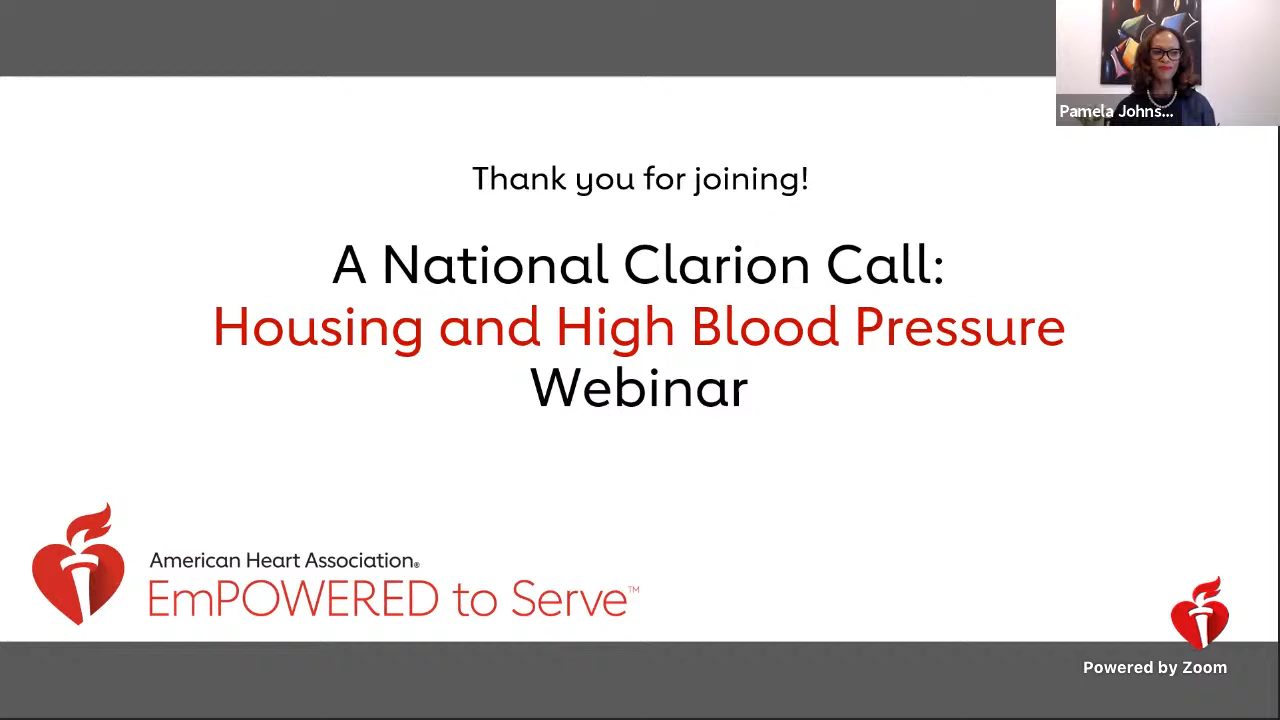 Pamela Johns...
Thank you for joining!
A National Clarion Call:
Housing and High Blood Pressure
Webinar
American Heart Association®
EmPOWERED to Serve™
Powered by Zoom